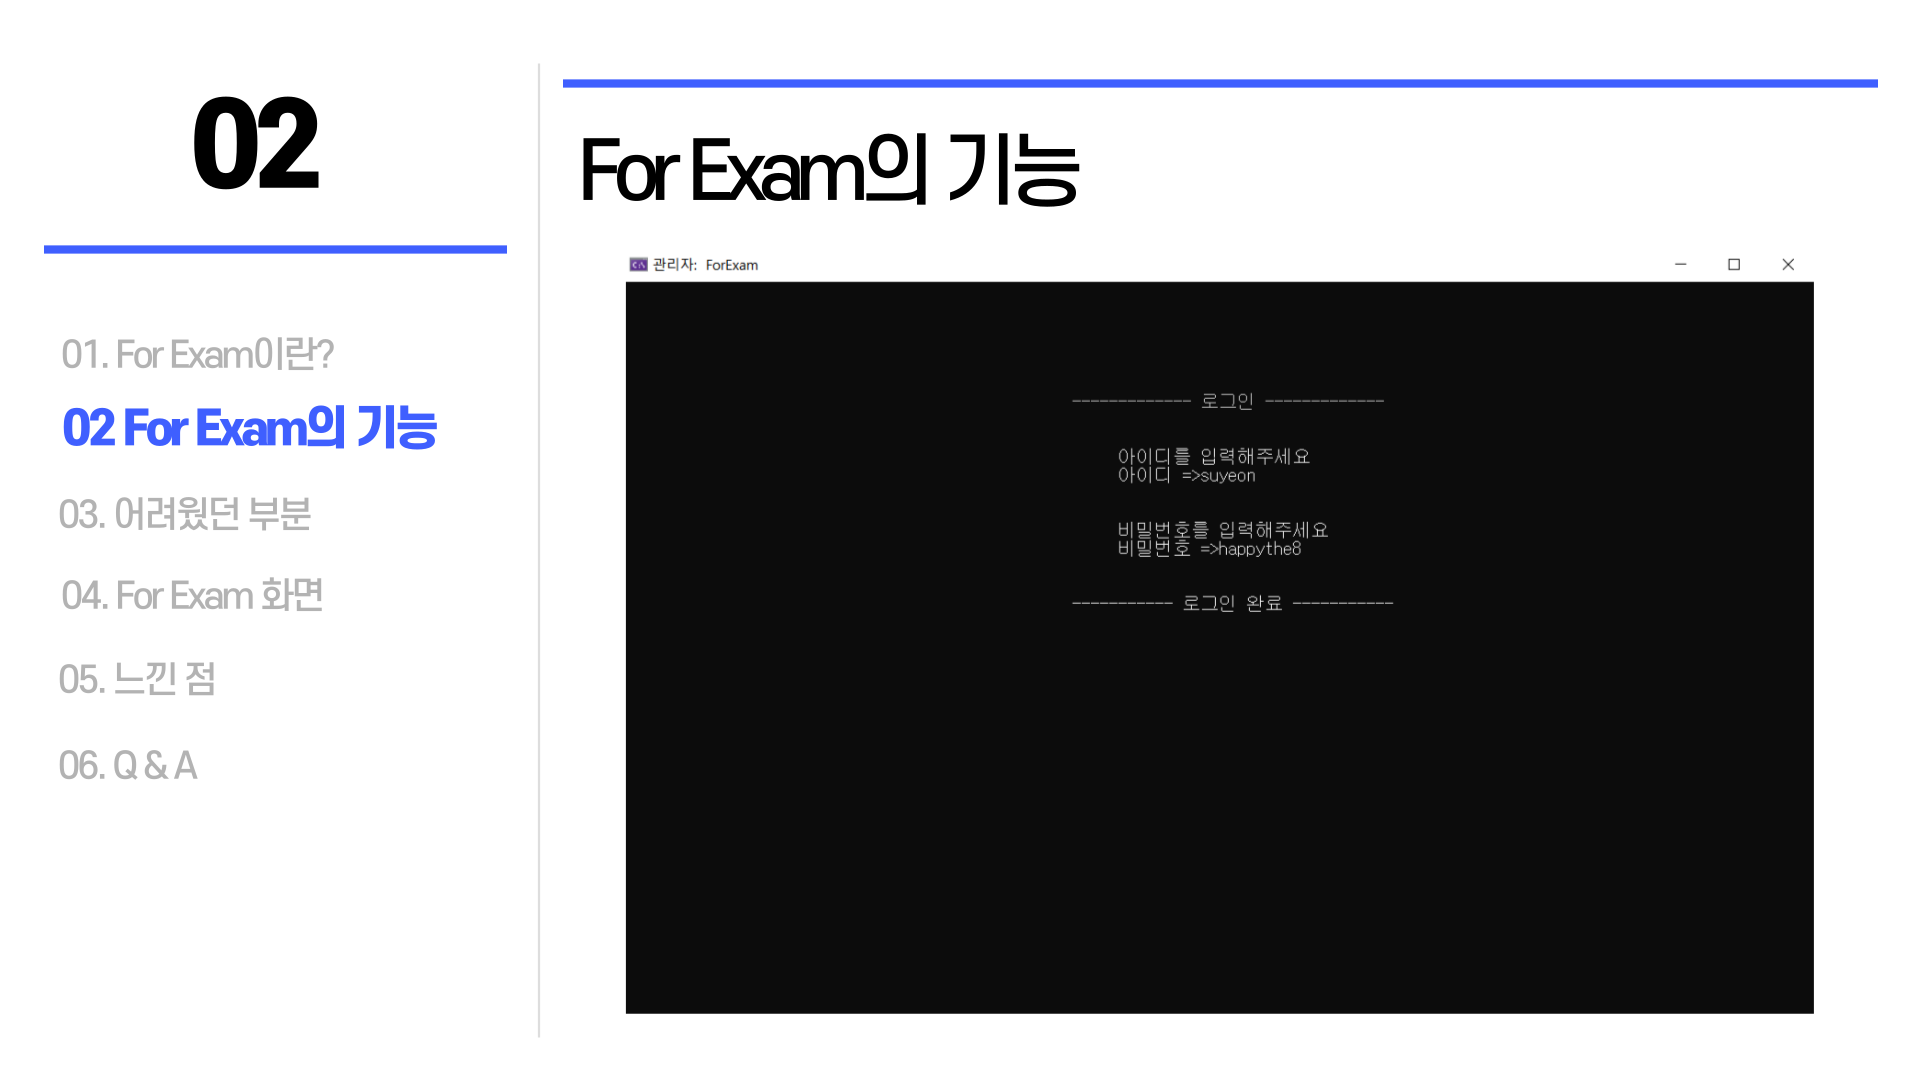 02
01. For Exam이란?
02 For Exam의 기능
03. 어려웠던 부분
04. For Exam 화면
05. 느낀 점
06. Q & A
For Exam의 기능
관리자: ForExam
------------- 로그인 -------------
아이디를 입력해주세요
아이디 =>suyeon
비밀번호를 입력해주세요
비밀번호 =>happythe8
----------- 로그인 완료 -----------